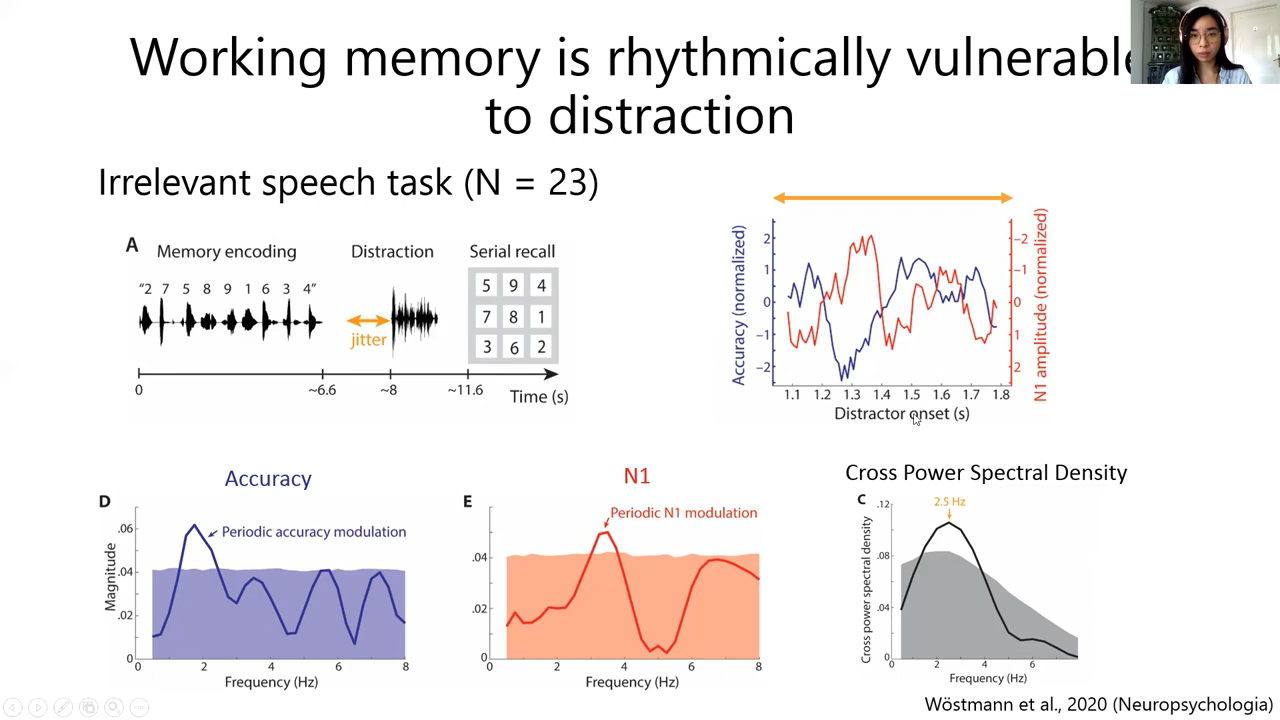 Working memory is rhythmically vulnerable
to distraction
Irrelevant speech task (N = 23)
A
Memory encoding
Distraction
Serial recall
"2 7 5 8 9 1 6 3 4"
jitter
5 9 4
7 8 1
3 6 2
0 ~6.6 ~8 ~11.6
Time (s)
Accuracy (normalized)
2
1
0
−1
−2
N1 amplitude (normalized)
−2
−1
0
1
2
1.1 1.2 1.3 1.4 1.5 1.6 1.7 1.8
Distractor onset (s)
Accuracy
D
Periodic accuracy modulation
Magnitude
.06
.04
.02
0
0 2 4 6 8
Frequency (Hz)
N1
E
Periodic N1 modulation
.04
.02
0
0 2 4 6 8
Frequency (Hz)
Cross Power Spectral Density
C
2.5 Hz
Cross power spectral density
.12
.08
.04
0
0 2 4 6
Frequency (Hz)
Wöstmann et al., 2020 (Neuropsychologia)